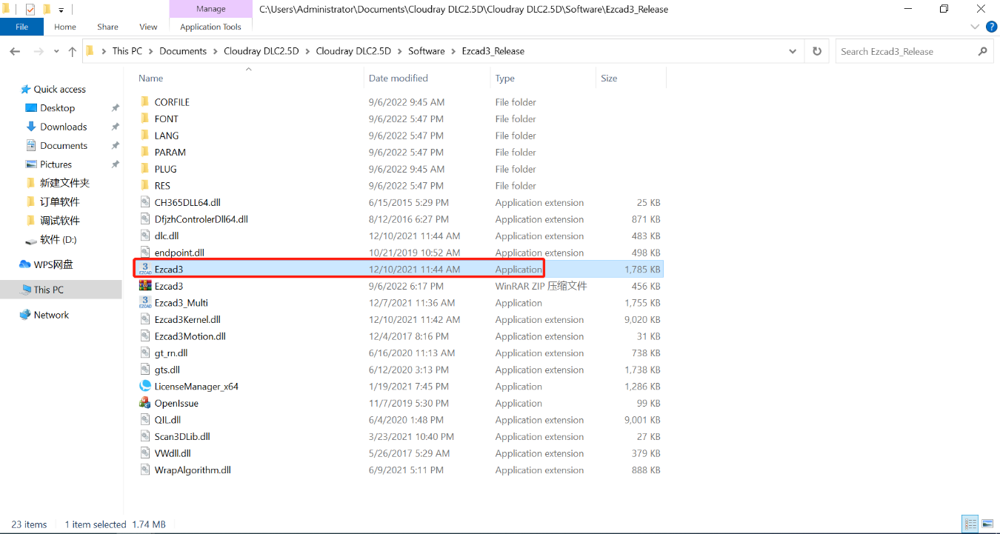 Manage
C:\Users\Administrator\Documents\Cloudray DLC2.5D\Cloudray DLC2.5D\Software\Ezcad3_Release
File Home Share View Application Tools
This PC Documents Cloudray DLC2.5D Cloudray DLC2.5D Software Ezcad3_Release
Search Ezcad3_Release
Name Date modified Type Size
Quick access
Desktop
Downloads
Documents
Pictures
新建文件夹
订单软件
调试软件
软件 (D:)
WPS网盘
This PC
Network
CORFILE 9/6/2022 9:45 AM File folder
FONT 9/6/2022 5:47 PM File folder
LANG 9/6/2022 5:47 PM File folder
PARAM 9/6/2022 5:47 PM File folder
PLUG 9/6/2022 9:45 AM File folder
RES 9/6/2022 5:47 PM File folder
CH365DLL64.dll 6/15/2015 5:29 PM Application extension 25 KB
DfjzhControlerDll64.dll 8/12/2016 6:27 PM Application extension 871 KB
dlc.dll 12/10/2021 11:44 AM Application extension 483 KB
endpoint.dll 10/21/2019 10:52 AM Application extension 498 KB
Ezcad3 12/10/2021 11:44 AM Application 1,785 KB
Ezcad3 9/6/2022 6:17 PM WinRAR ZIP 压缩文件 456 KB
Ezcad3_Multi 12/7/2021 11:36 AM Application 1,755 KB
Ezcad3Kernel.dll 12/10/2021 11:42 AM Application extension 9,020 KB
Ezcad3Motion.dll 12/4/2017 8:16 PM Application extension 31 KB
gt_rn.dll 6/16/2020 11:13 AM Application extension 738 KB
gts.dll 6/12/2020 3:13 PM Application extension 1,738 KB
LicenseManager_x64 1/19/2021 7:45 PM Application 1,286 KB
OpenIssue 11/7/2019 5:30 PM Application 99 KB
QIL.dll 6/4/2020 1:48 PM Application extension 9,001 KB
Scan3DLib.dll 3/23/2021 10:40 PM Application extension 27 KB
VWdll.dll 5/26/2017 5:29 AM Application extension 379 KB
WrapAlgorithm.dll 6/9/2021 5:11 PM Application extension 888 KB
23 items 1 item selected 1.74 MB